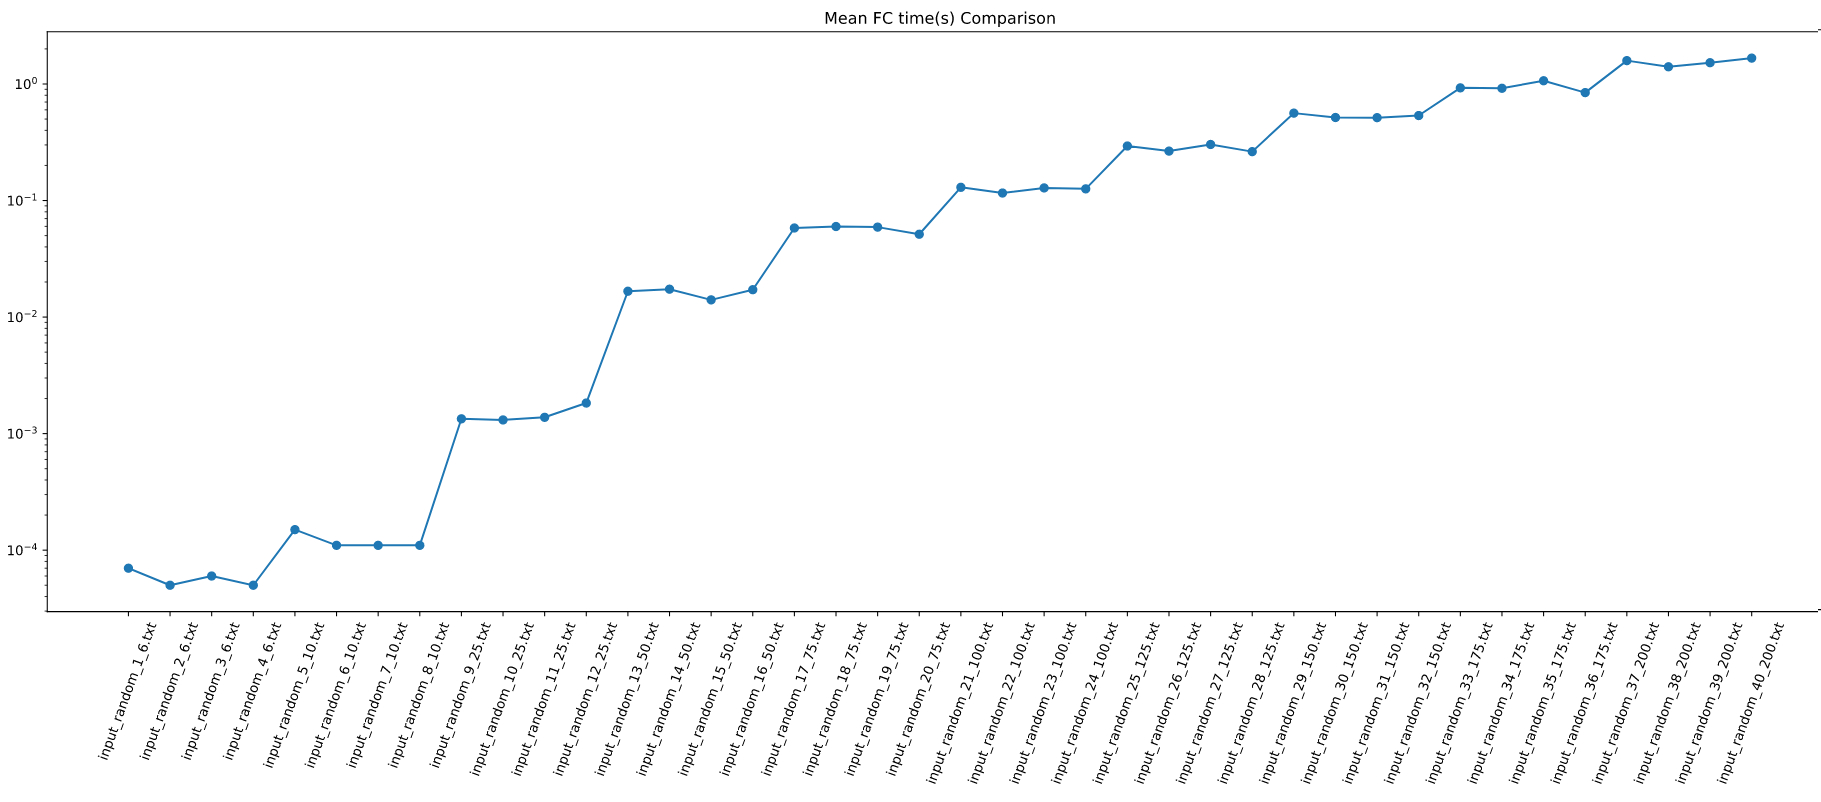 Mean FC time(s) Comparison
10⁰
10⁻¹
10⁻²
10⁻³
10⁻⁴
input_random_1_6.txt
input_random_2_6.txt
input_random_3_6.txt
input_random_4_6.txt
input_random_5_10.txt
input_random_6_10.txt
input_random_7_10.txt
input_random_8_10.txt
input_random_9_25.txt
input_random_10_25.txt
input_random_11_25.txt
input_random_12_25.txt
input_random_13_50.txt
input_random_14_50.txt
input_random_15_50.txt
input_random_16_50.txt
input_random_17_75.txt
input_random_18_75.txt
input_random_19_75.txt
input_random_20_75.txt
input_random_21_100.txt
input_random_22_100.txt
input_random_23_100.txt
input_random_24_100.txt
input_random_25_125.txt
input_random_26_125.txt
input_random_27_125.txt
input_random_28_125.txt
input_random_29_150.txt
input_random_30_150.txt
input_random_31_150.txt
input_random_32_150.txt
input_random_33_175.txt
input_random_34_175.txt
input_random_35_175.txt
input_random_36_175.txt
input_random_37_200.txt
input_random_38_200.txt
input_random_39_200.txt
input_random_40_200.txt